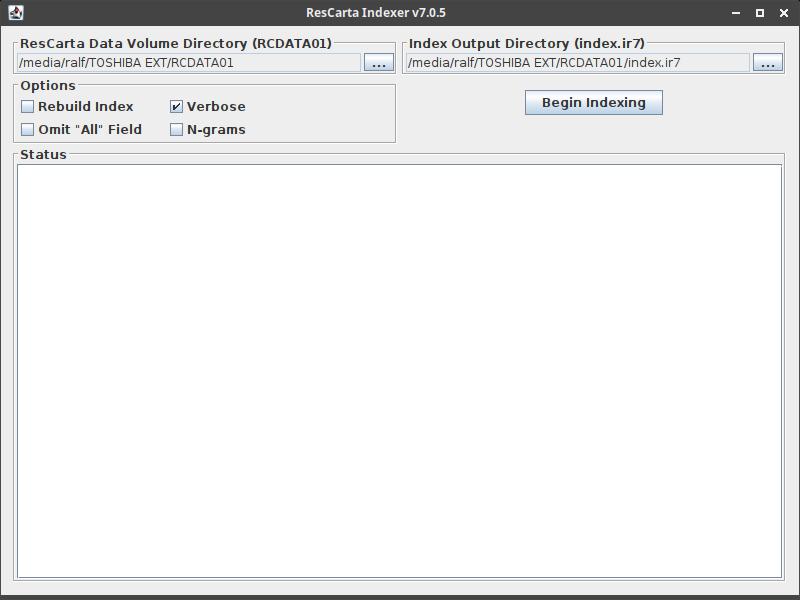 ResCarta Indexer v7.0.5
ResCarta Data Volume Directory (RCDATA01)
/media/ralf/TOSHIBA EXT/RCDATA01
...
Index Output Directory (index.ir7)
/media/ralf/TOSHIBA EXT/RCDATA01/index.ir7
...
Options
Rebuild Index
Verbose
Omit "All" Field
N-grams
Begin Indexing
Status